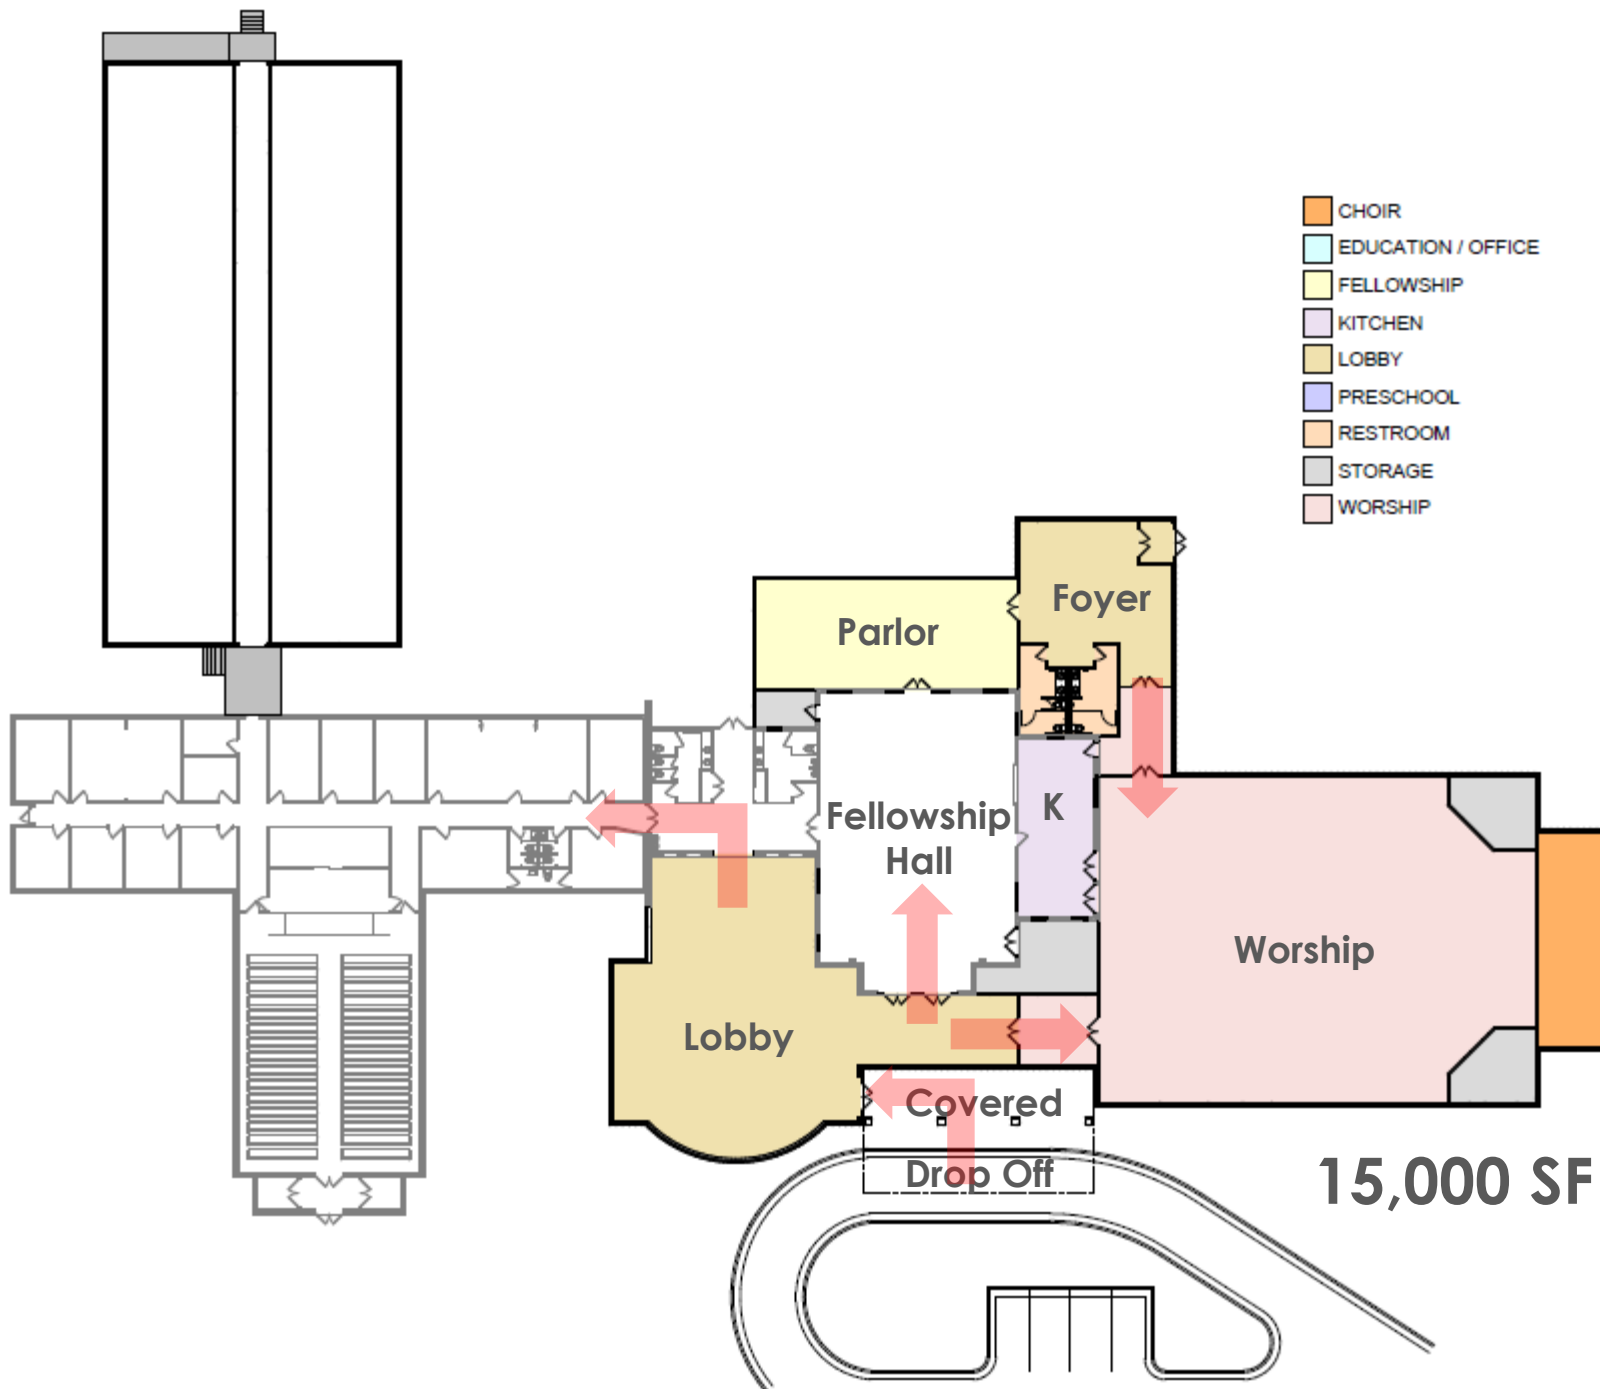 CHOIR
EDUCATION / OFFICE
FELLOWSHIP
KITCHEN
LOBBY
PRESCHOOL
RESTROOM
STORAGE
WORSHIP
Foyer
Parlor
K
Fellowship
Hall
Worship
Lobby
Covered
Drop Off
15,000 SF